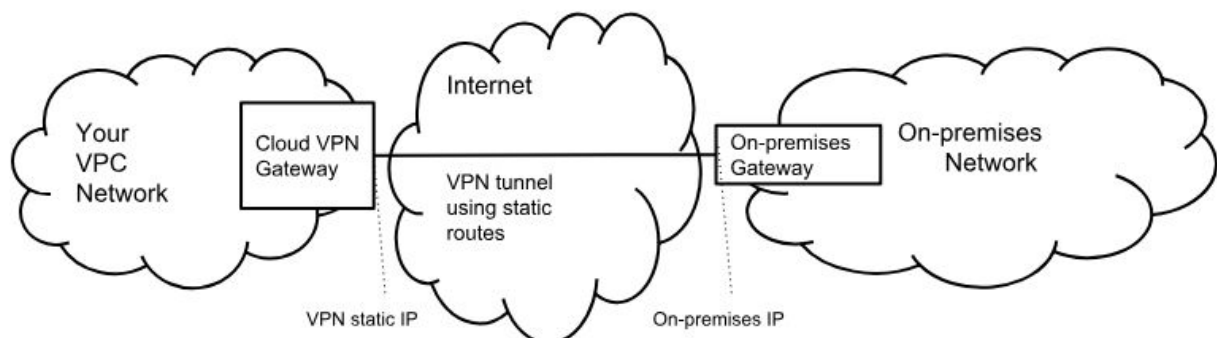 Your
VPC
Network
Cloud VPN
Gateway
Internet
VPN tunnel
using static
routes
On-premises
Gateway
On-premises
Network
VPN static IP
On-premises IP